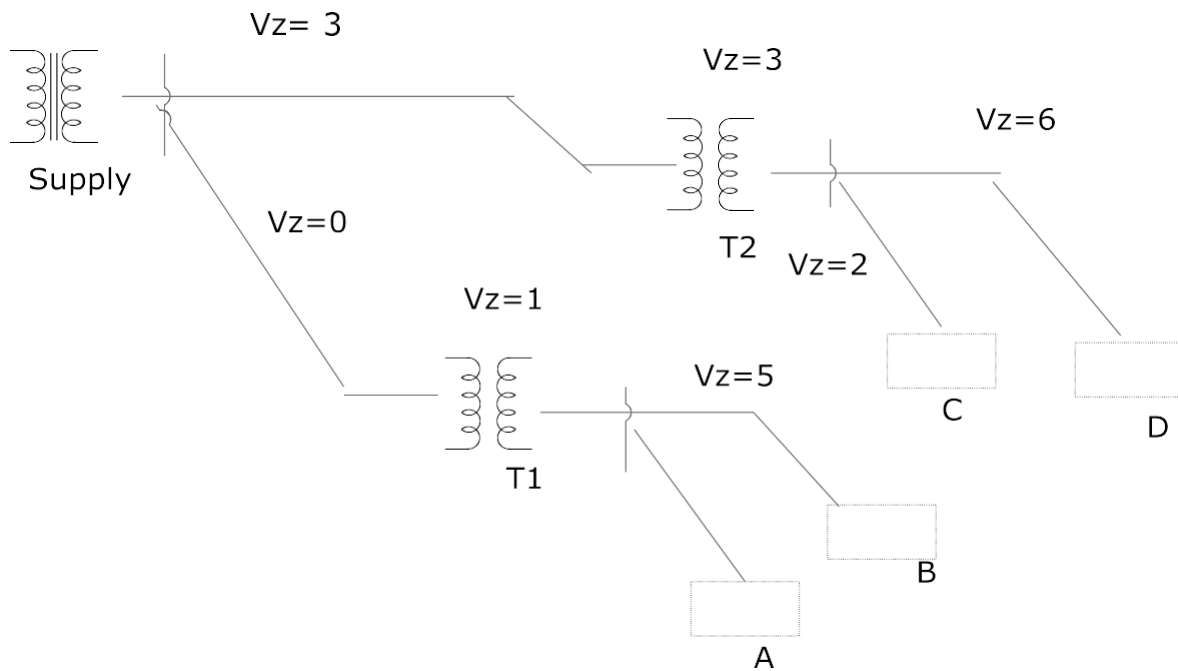 Vz= 3
Vz=3
Vz=6
Supply
Vz=0
T2
Vz=2
Vz=1
Vz=5
C
D
T1
B
A